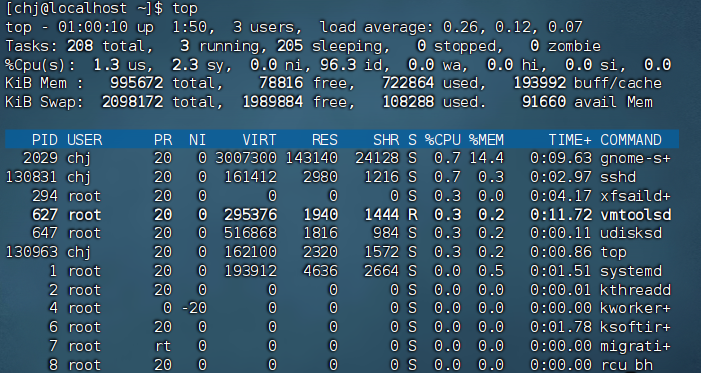 [chj@localhost ~]$ top
top - 01:00:10 up  1:50,  3 users,  load average: 0.26, 0.12, 0.07
Tasks: 208 total,   3 running, 205 sleeping,   0 stopped,   0 zombie
%Cpu(s):  1.3 us,  2.3 sy,  0.0 ni, 96.3 id,  0.0 wa,  0.0 hi,  0.0 si,  0.0
KiB Mem :   995672 total,    78816 free,   722864 used,   193992 buff/cache
KiB Swap:  2098172 total,  1989884 free,   108288 used.    91660 avail Mem
PID USER      PR  NI    VIRT    RES    SHR S %CPU %MEM     TIME+ COMMAND
2029 chj       20   0 3007300 143140  24128 S  0.7 14.4   0:09.63 gnome-s+
130831 chj       20   0  161412   2980   1216 S  0.7  0.3   0:02.97 sshd
294 root      20   0       0      0      0 S  0.3  0.0   0:04.17 xfsaild+
627 root      20   0  295376   1940   1444 R  0.3  0.2   0:11.72 vmtoolsd
647 root      20   0  516868   1816    984 S  0.3  0.2   0:00.11 udisksd
130963 chj       20   0  162100   2320   1572 S  0.3  0.2   0:00.86 top
1 root      20   0  193912   4636   2664 S  0.0  0.5   0:01.51 systemd
2 root      20   0       0      0      0 S  0.0  0.0   0:00.01 kthreadd
4 root       0 -20       0      0      0 S  0.0  0.0   0:00.00 kworker+
6 root      20   0       0      0      0 S  0.0  0.0   0:01.78 ksoftir+
7 root      rt   0       0      0      0 S  0.0  0.0   0:00.00 migrati+
8 root      20   0       0      0      0 S  0.0  0.0   0:00.00 rcu_bh